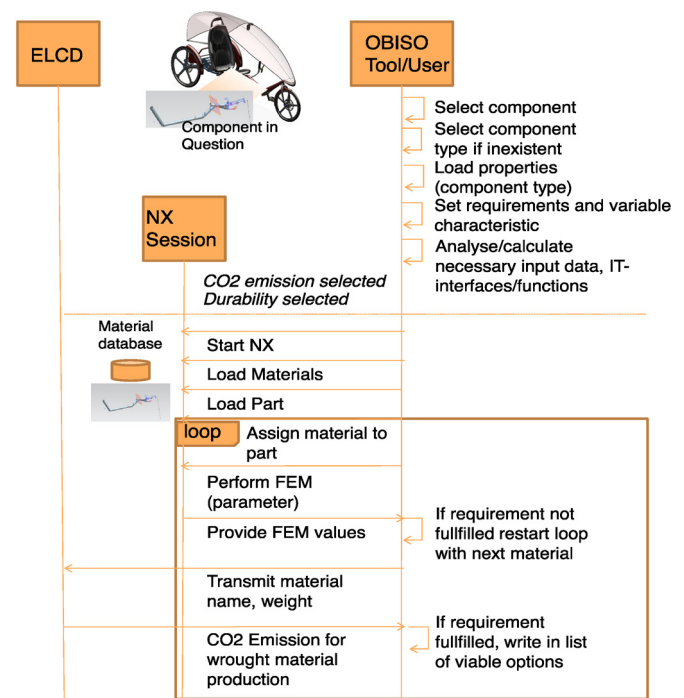 ELCD
OBISO
Tool/User
Component in
Question
Select component
Select component
type if inexistent
Load properties
(component type)
Set requirements and variable
characteristic
Analyse/calculate
necessary input data, IT-
interfaces/functions
NX
Session
CO2 emission selected
Durability selected
Material
database
Start NX
Load Materials
Load Part
loop
Assign material to
part
Perform FEM
(parameter)
Provide FEM values
If requirement not
fullfilled restart loop
with next material
Transmit material
name, weight
CO2 Emission for
wrought material
production
If requirement
fullfilled, write in list
of viable options